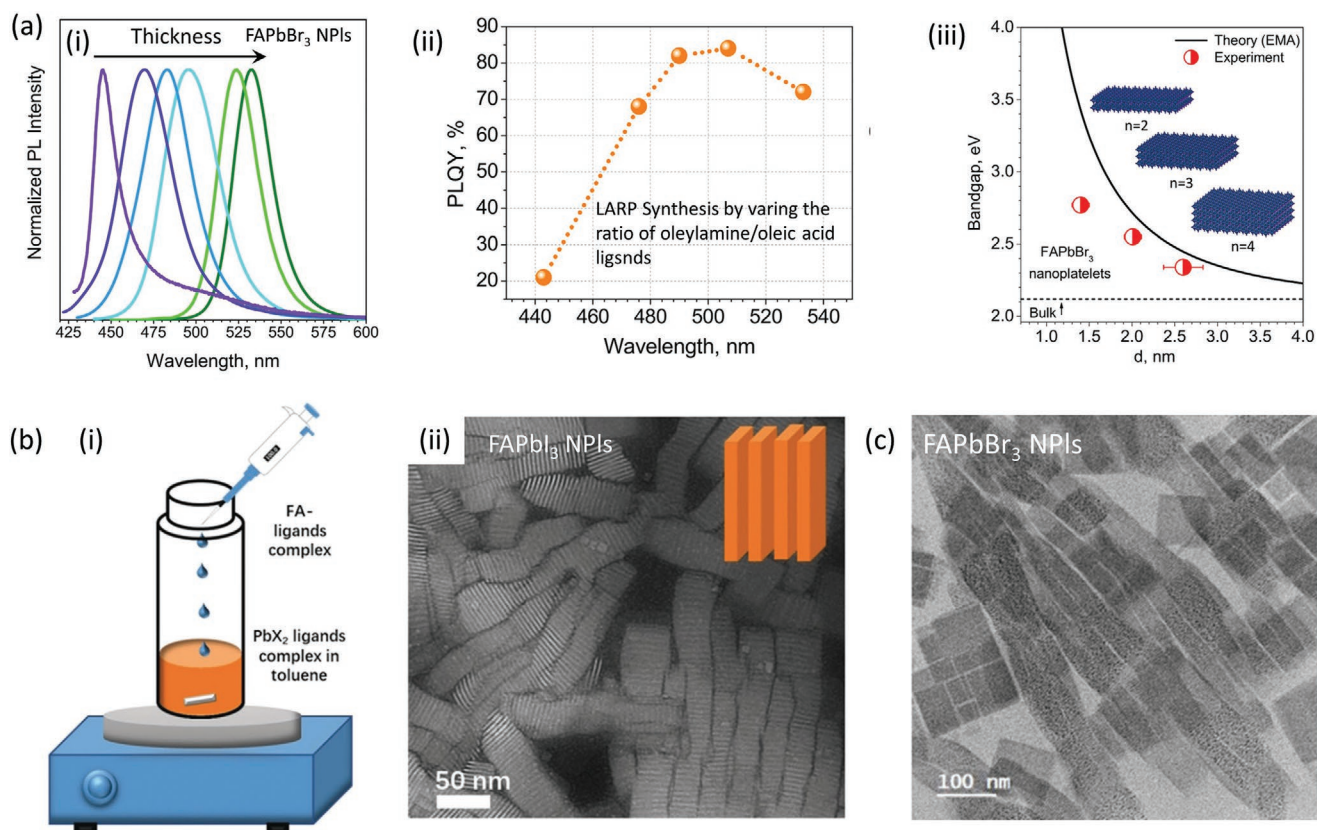 (a)
(i)
Thickness
FAPbBr₃ NPls
Normalized PL Intensity
425 450 475 500 525 550 575 600
Wavelength, nm
(ii)
PLQY, %
90
80
70
60
50
40
30
20
LARP Synthesis by varing the
ratio of oleylamine/oleic acid
ligsnds
440 460 480 500 520 540
Wavelength, nm
(iii)
Bandgap, eV
4.0
3.5
3.0
2.5
2.0
Theory (EMA)
Experiment
n=2
n=3
n=4
FAPbBr₃
nanoplatelets
Bulk
1.0 1.5 2.0 2.5 3.0 3.5 4.0
d, nm
(b)
(i)
FA-
ligands
complex
PbX₂ ligands
complex in
toluene
(ii)
FAPbI₃ NPls
50 nm
(c)
FAPbBr₃ NPls
100 nm